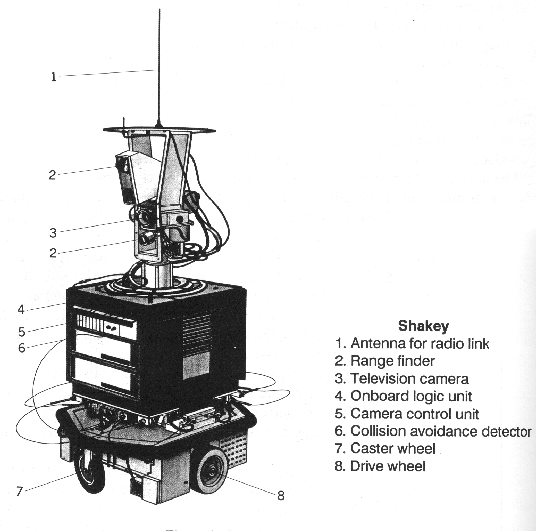 1
2
3
2
4
5
6
7
8
Shakey
1. Antenna for radio link
2. Range finder
3. Television camera
4. Onboard logic unit
5. Camera control unit
6. Collision avoidance detector
7. Caster wheel
8. Drive wheel